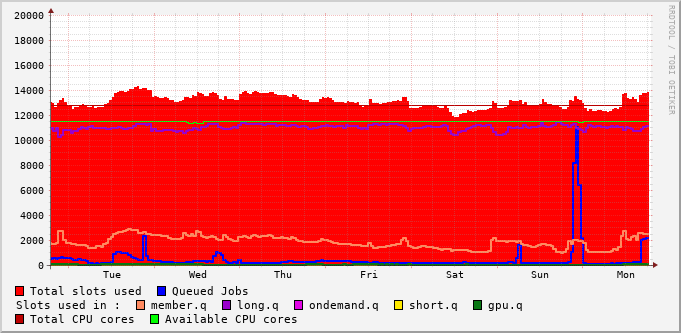 RRDTOOL / TOBI OETIKER
20000
18000
16000
14000
12000
10000
8000
6000
4000
2000
0
Tue Wed Thu Fri Sat Sun Mon
Total slots used Queued Jobs
Slots used in : member.q long.q ondemand.q short.q gpu.q
Total CPU cores Available CPU cores